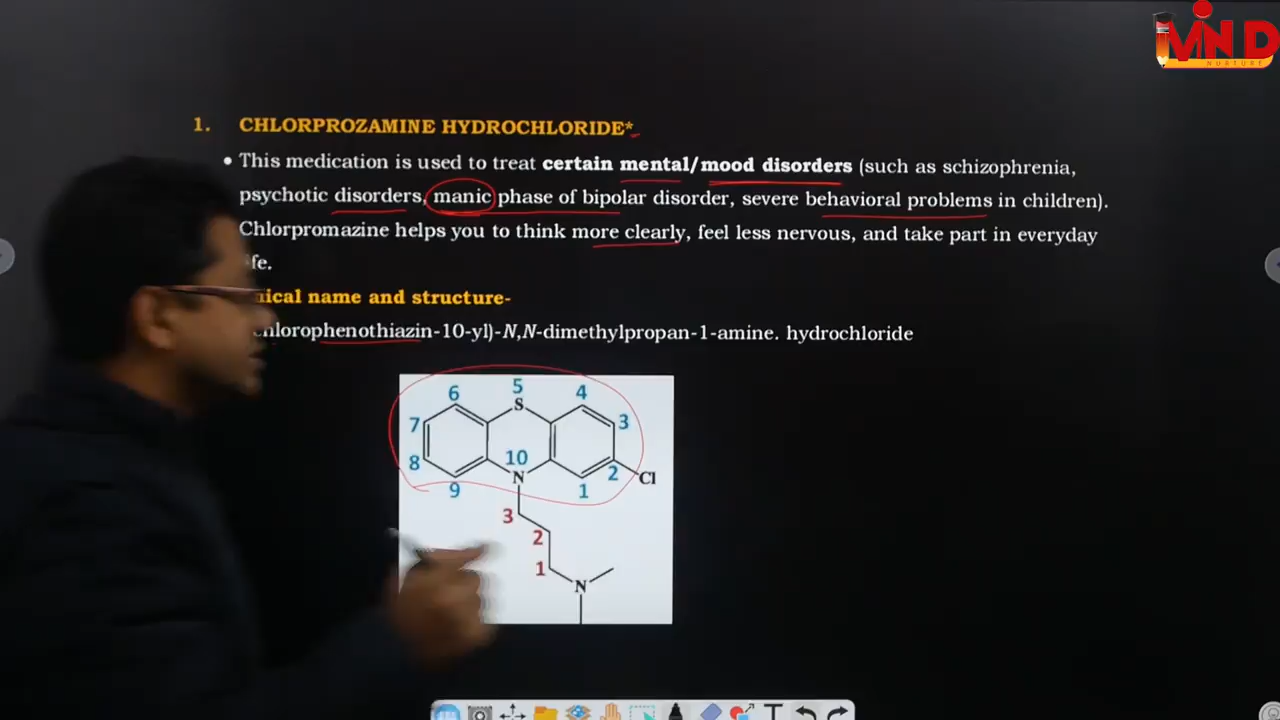 MIND
NURTURE
1. CHLORPROZAMINE HYDROCHLORIDE*
• This medication is used to treat certain mental/mood disorders (such as schizophrenia,
psychotic disorders, manic phase of bipolar disorder, severe behavioral problems in children).
Chlorpromazine helps you to think more clearly, feel less nervous, and take part in everyday
name and structure-
-10-yl)-N,N-dimethylpropan-1-amine. hydrochloride
6 5 4
S
7 3
8 10 2
N Cl
9 1
3
2
1
N
T